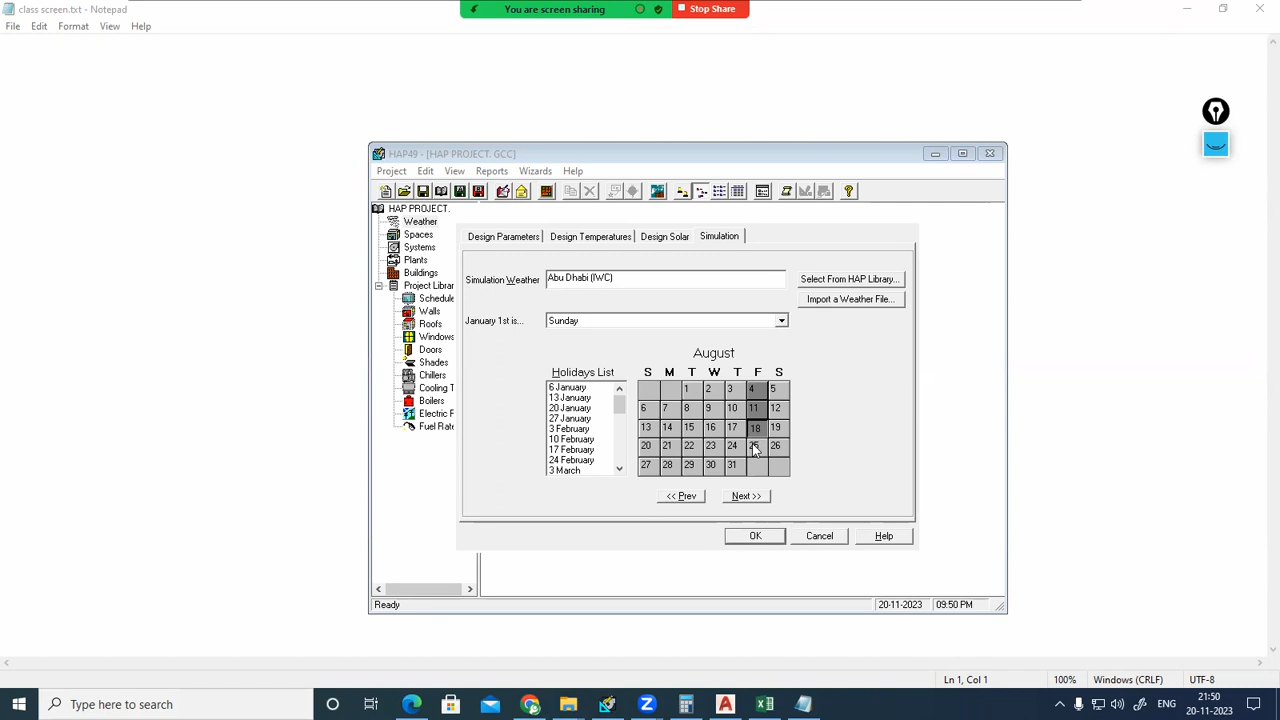 class screen.txt - Notepad
You are screen sharing
Stop Share
File Edit Format View Help
HAP49 - [HAP PROJECT. GCC]
Project Edit View Reports Wizards Help
HAP PROJECT.
Weather
Spaces
Systems
Plants
Buildings
Project Librar
Schedule
Walls
Roofs
Windows
Doors
Shades
Chillers
Cooling T
Boilers
Electric F
Fuel Rate
Design Parameters Design Temperatures Design Solar Simulation
Simulation Weather Abu Dhabi (IWC) Select From HAP Library...
Import a Weather File...
January 1st is... Sunday
August
Holidays List S M T W T F S
6 January
13 January
20 January
27 January
3 February
10 February
17 February
24 February
3 March
1 2 3 4 5
6 7 8 9 10 11 12
13 14 15 16 17 18 19
20 21 22 23 24 25 26
27 28 29 30 31
<< Prev Next >>
OK Cancel Help
Ready 20-11-2023 09:50 PM
Ln 1, Col 1 100% Windows (CRLF) UTF-8
Type here to search
ENG
21:50
20-11-2023